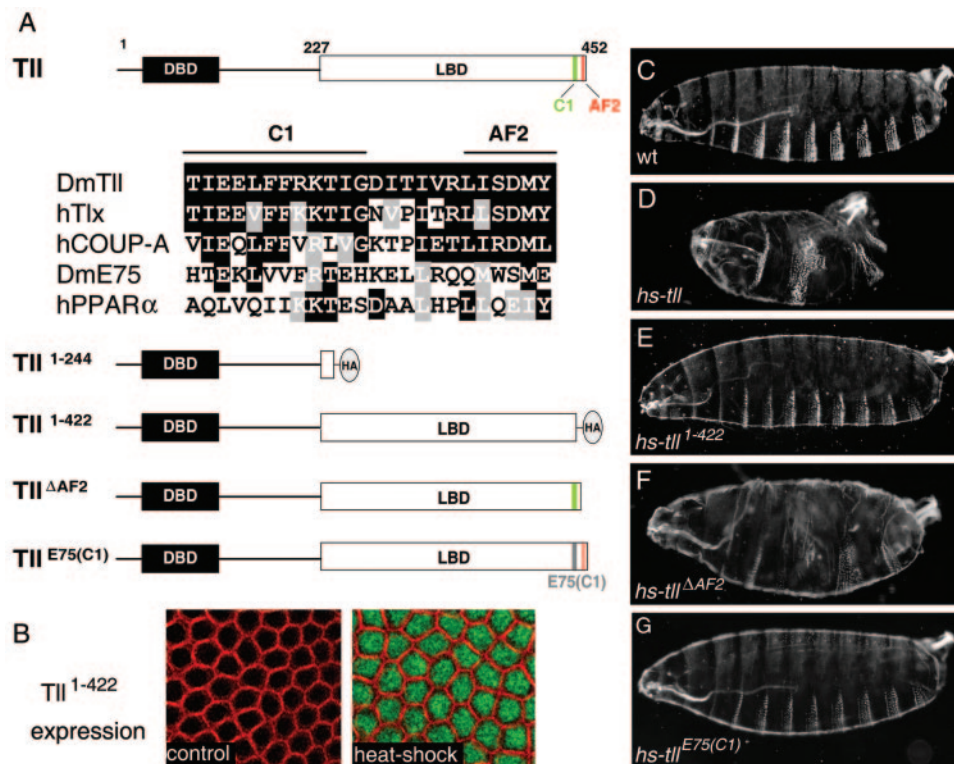 A
1
227
452
Tll
DBD
LBD
C1
AF2
C1
AF2
DmTll
TIEELFFRKTIGDITIVRLISDMY
hTlx
TIEEVFFKKTIGNVPITRLLSDMY
hCOUP-A
VIEQLFFVRLVGKTPIETLIRDML
DmE75
HTEKLVVFRTEHKELLRQQMWSME
hPPARα
AQLVQIIKKTESDAALHPLLQEIY
Tll 1-244
DBD
HA
Tll 1-422
DBD
LBD
HA
Tll ΔAF2
DBD
LBD
Tll E75(C1)
DBD
LBD
E75(C1)
B
Tll 1-422
expression
control
heat-shock
C
wt
D
hs-tll
E
hs-tll 1-422
F
hs-tll ΔAF2
G
hs-tll E75(C1)